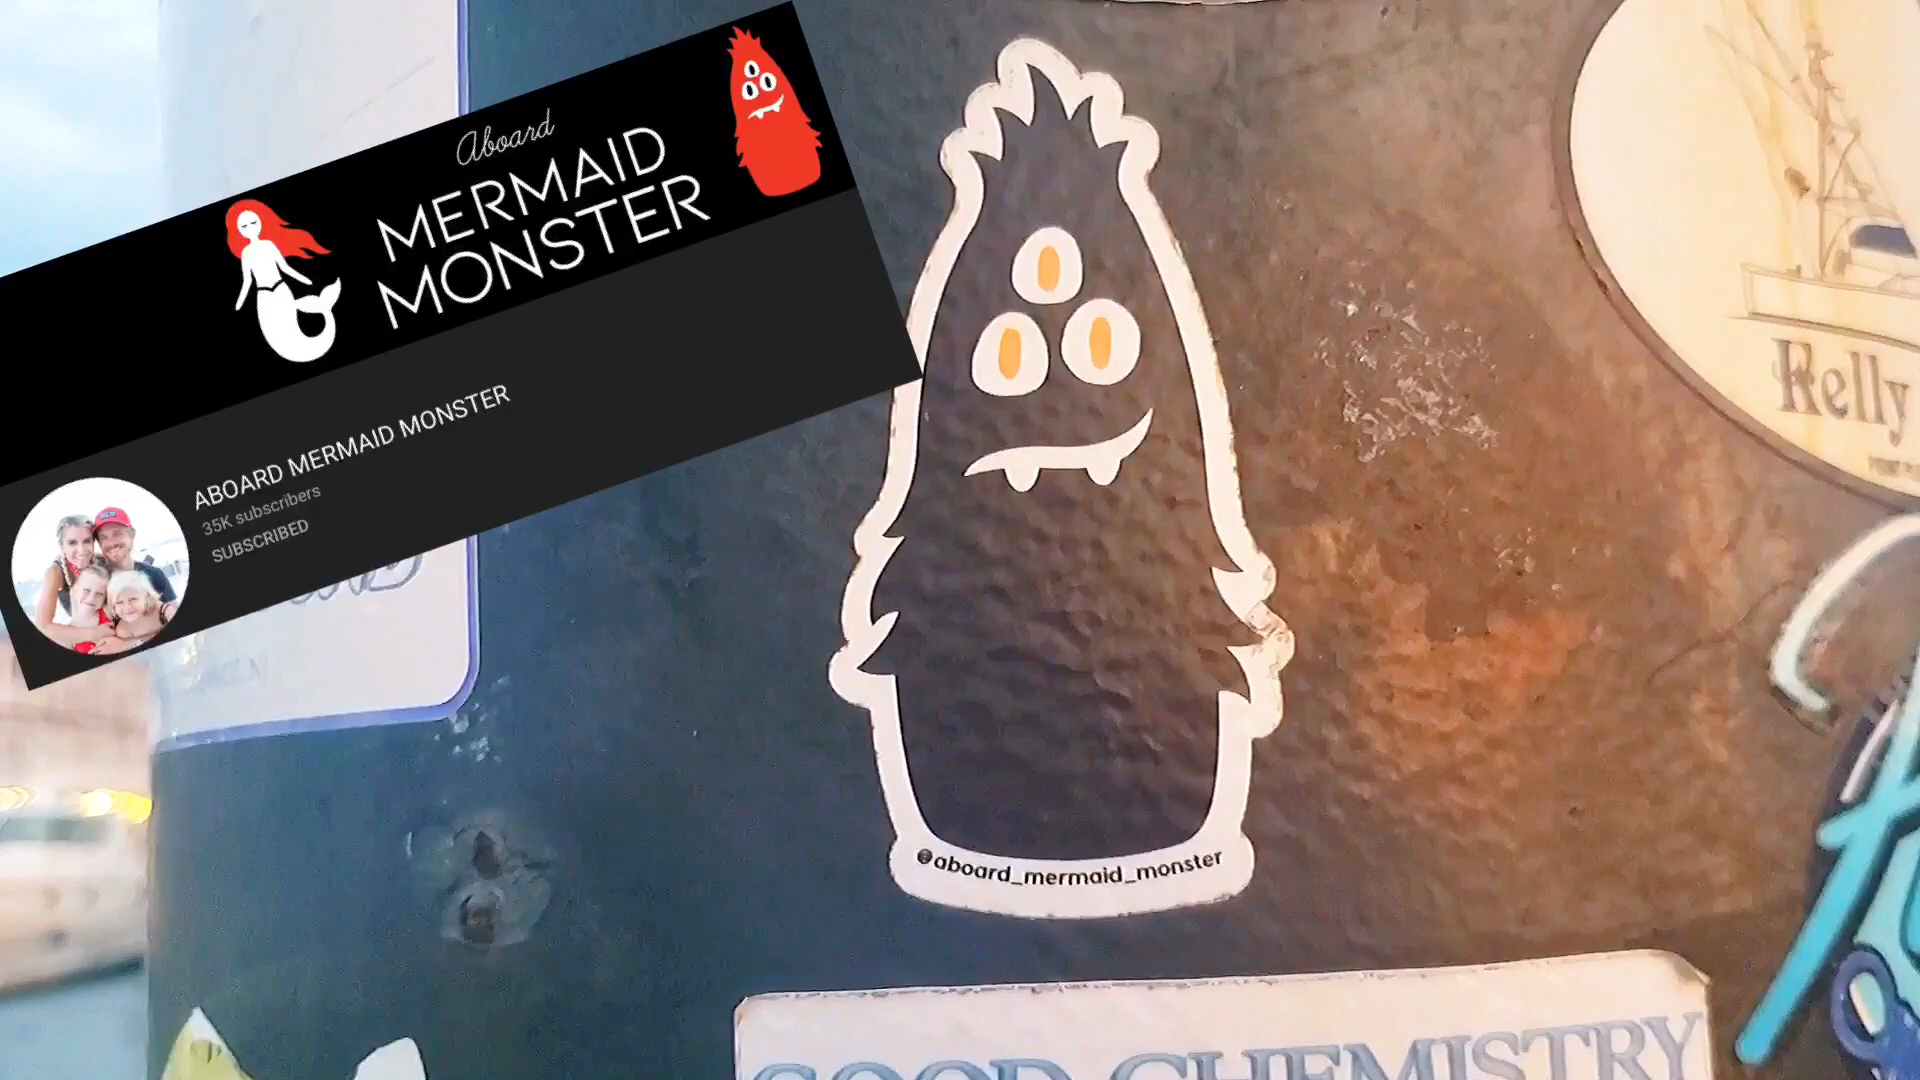 Aboard
MERMAID
MONSTER
ABOARD MERMAID MONSTER
35K subscribers
SUBSCRIBED
@aboard_mermaid_monster
Kelly
GOOD CHEMISTRY